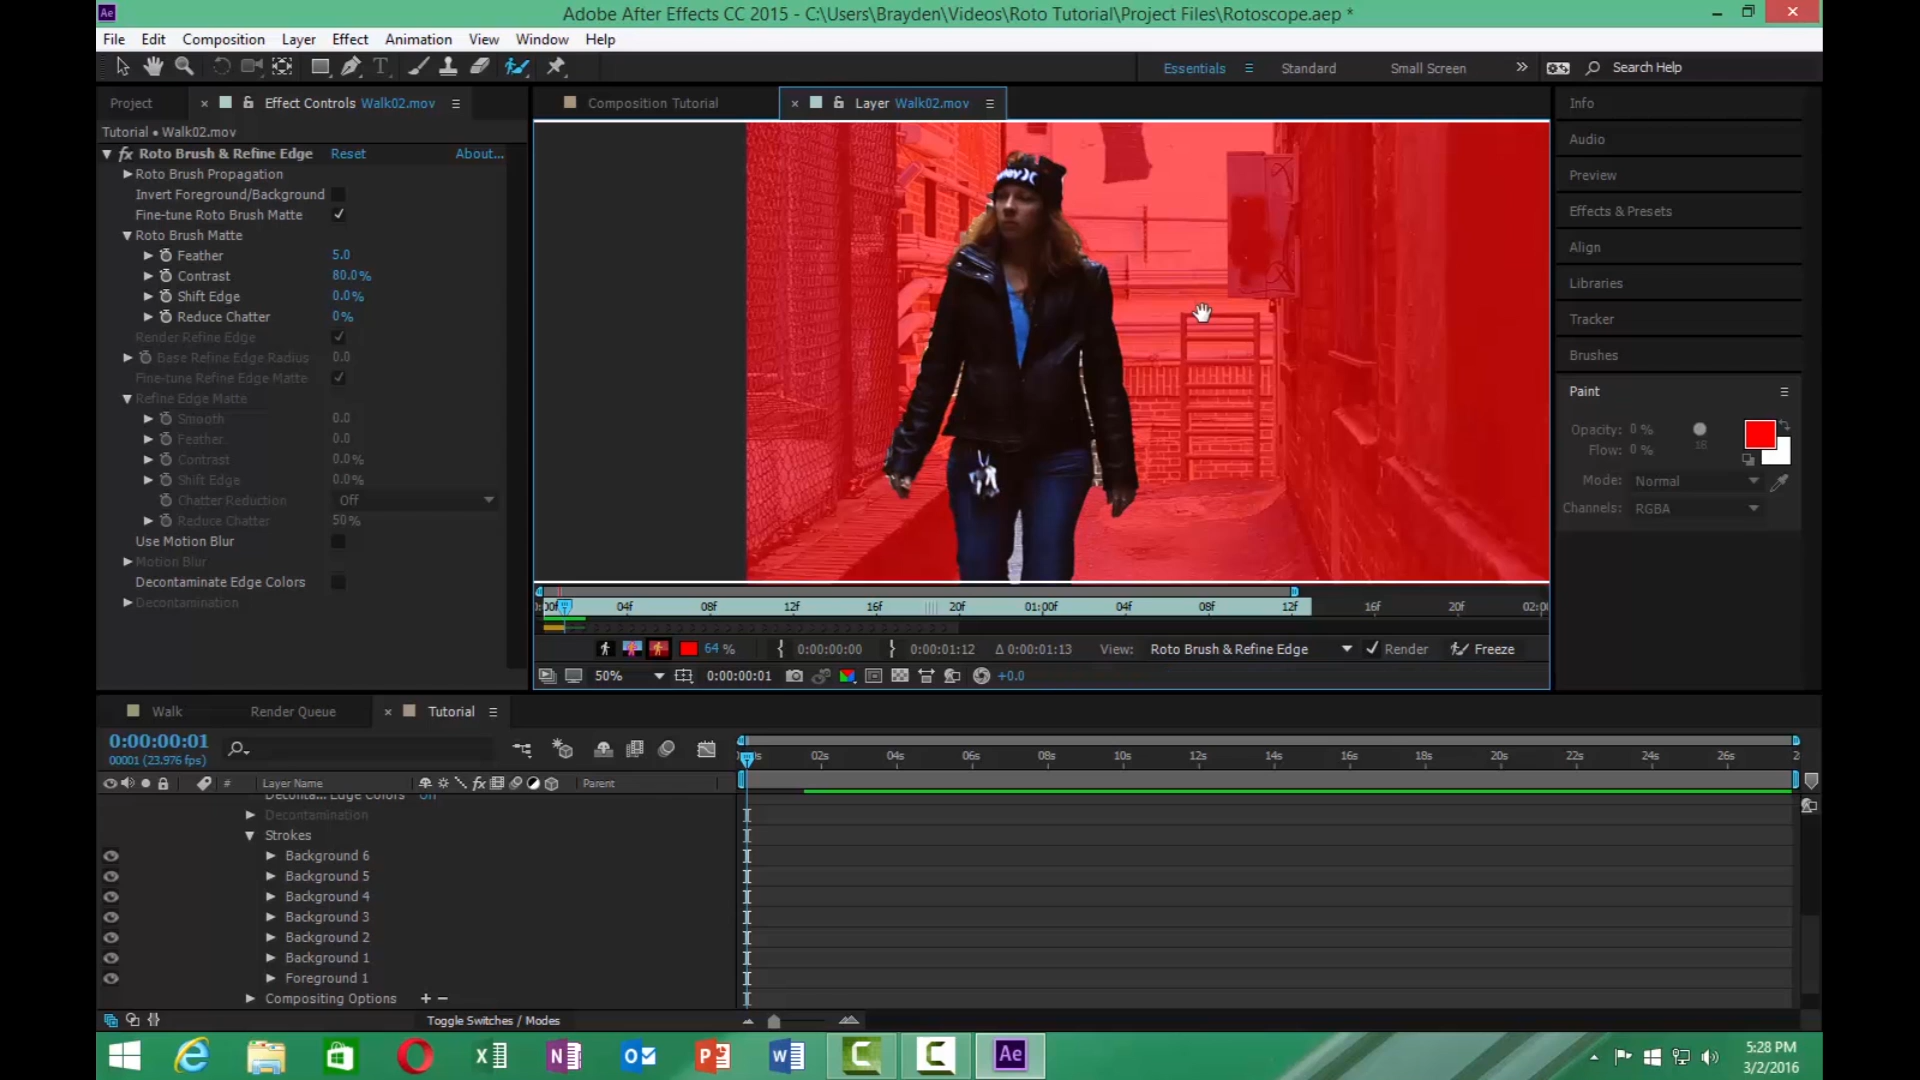 Adobe After Effects CC 2015 - C:\Users\Brayden\Videos\Roto Tutorial\Project Files\Rotoscope.aep *
File Edit Composition Layer Effect Animation View Window Help
Essentials Standard Small Screen Search Help
Project Effect Controls Walk02.mov
Composition Tutorial Layer Walk02.mov
Tutorial • Walk02.mov
fx Roto Brush & Refine Edge Reset About...
Roto Brush Propagation
Invert Foreground/Background
Fine-tune Roto Brush Matte
Roto Brush Matte
Feather 5.0
Contrast 80.0%
Shift Edge 0.0%
Reduce Chatter 0%
Render Refine Edge
Base Refine Edge Radius 0.0
Fine-tune Refine Edge Matte
Refine Edge Matte
Smooth 0.0
Feather 0.0
Contrast 0.0%
Shift Edge 0.0%
Chatter Reduction Off
Reduce Chatter 50%
Use Motion Blur
Motion Blur
Decontaminate Edge Colors
Decontamination
Info
Audio
Preview
Effects & Presets
Align
Libraries
Tracker
Brushes
Paint
Opacity: 0 %
Flow: 0 %
Mode: Normal
Channels: RGBA
04f 08f 12f 16f 20f 01:00f 04f 08f 12f 16f 20f
64 % 0:00:00:00 0:00:01:12 Δ 0:00:01:13 View: Roto Brush & Refine Edge Render Freeze
50% 0:00:00:01 +0.0
Walk Render Queue Tutorial
0:00:00:01
00001 (23.976 fps)
02s 04s 06s 08s 10s 12s 14s 16s 18s 20s 22s 24s 26s
# Layer Name fx Parent
Deconta... Edge Colors Off
Decontamination
Strokes
Background 6
Background 5
Background 4
Background 3
Background 2
Background 1
Foreground 1
Compositing Options + −
Toggle Switches / Modes
5:28 PM
3/2/2016